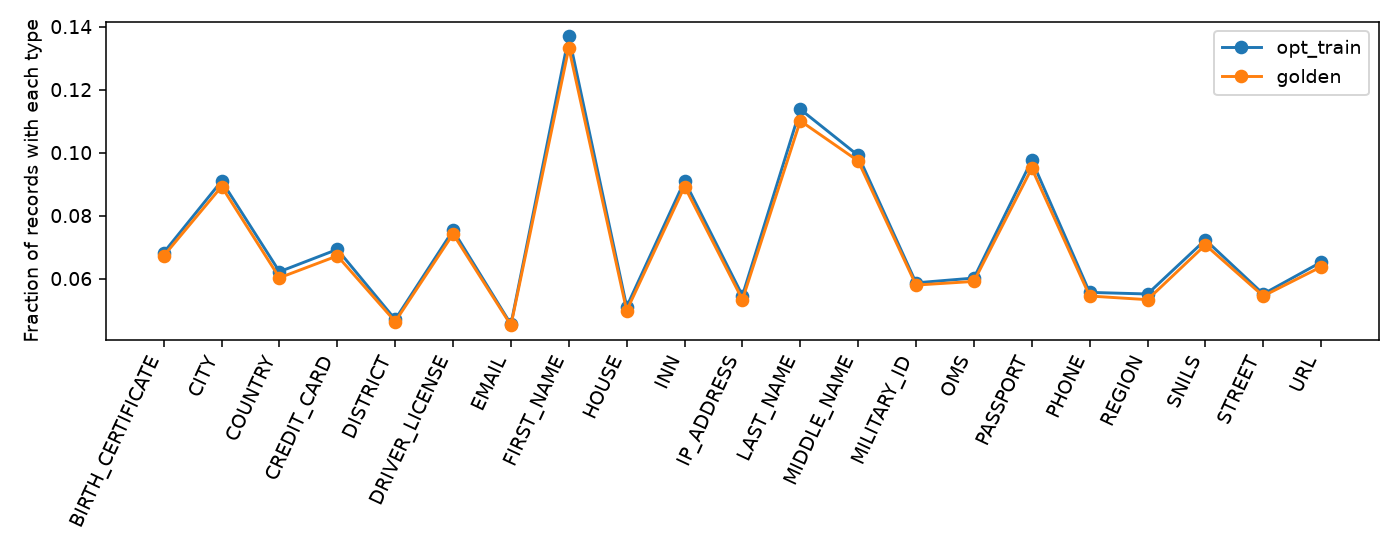 Fraction of records with each type
0.14
0.12
0.10
0.08
0.06
opt_train
golden
BIRTH_CERTIFICATE
CITY
COUNTRY
CREDIT_CARD
DISTRICT
DRIVER_LICENSE
EMAIL
FIRST_NAME
HOUSE
INN
IP_ADDRESS
LAST_NAME
MIDDLE_NAME
MILITARY_ID
OMS
PASSPORT
PHONE
REGION
SNILS
STREET
URL